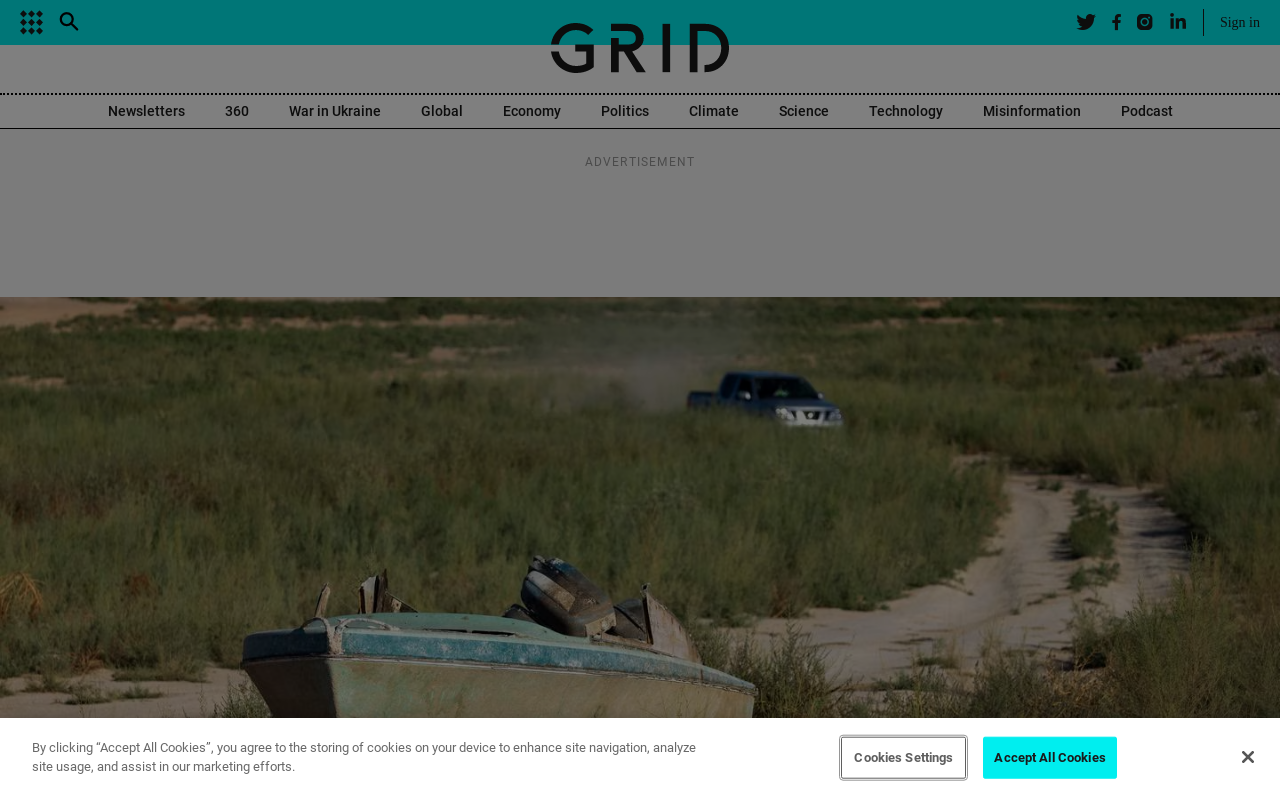 GRID
Sign in
Newsletters
360
War in Ukraine
Global
Economy
Politics
Climate
Science
Technology
Misinformation
Podcast
ADVERTISEMENT
By clicking “Accept All Cookies”, you agree to the storing of cookies on your device to enhance site navigation, analyze
site usage, and assist in our marketing efforts.
Cookies Settings
Accept All Cookies